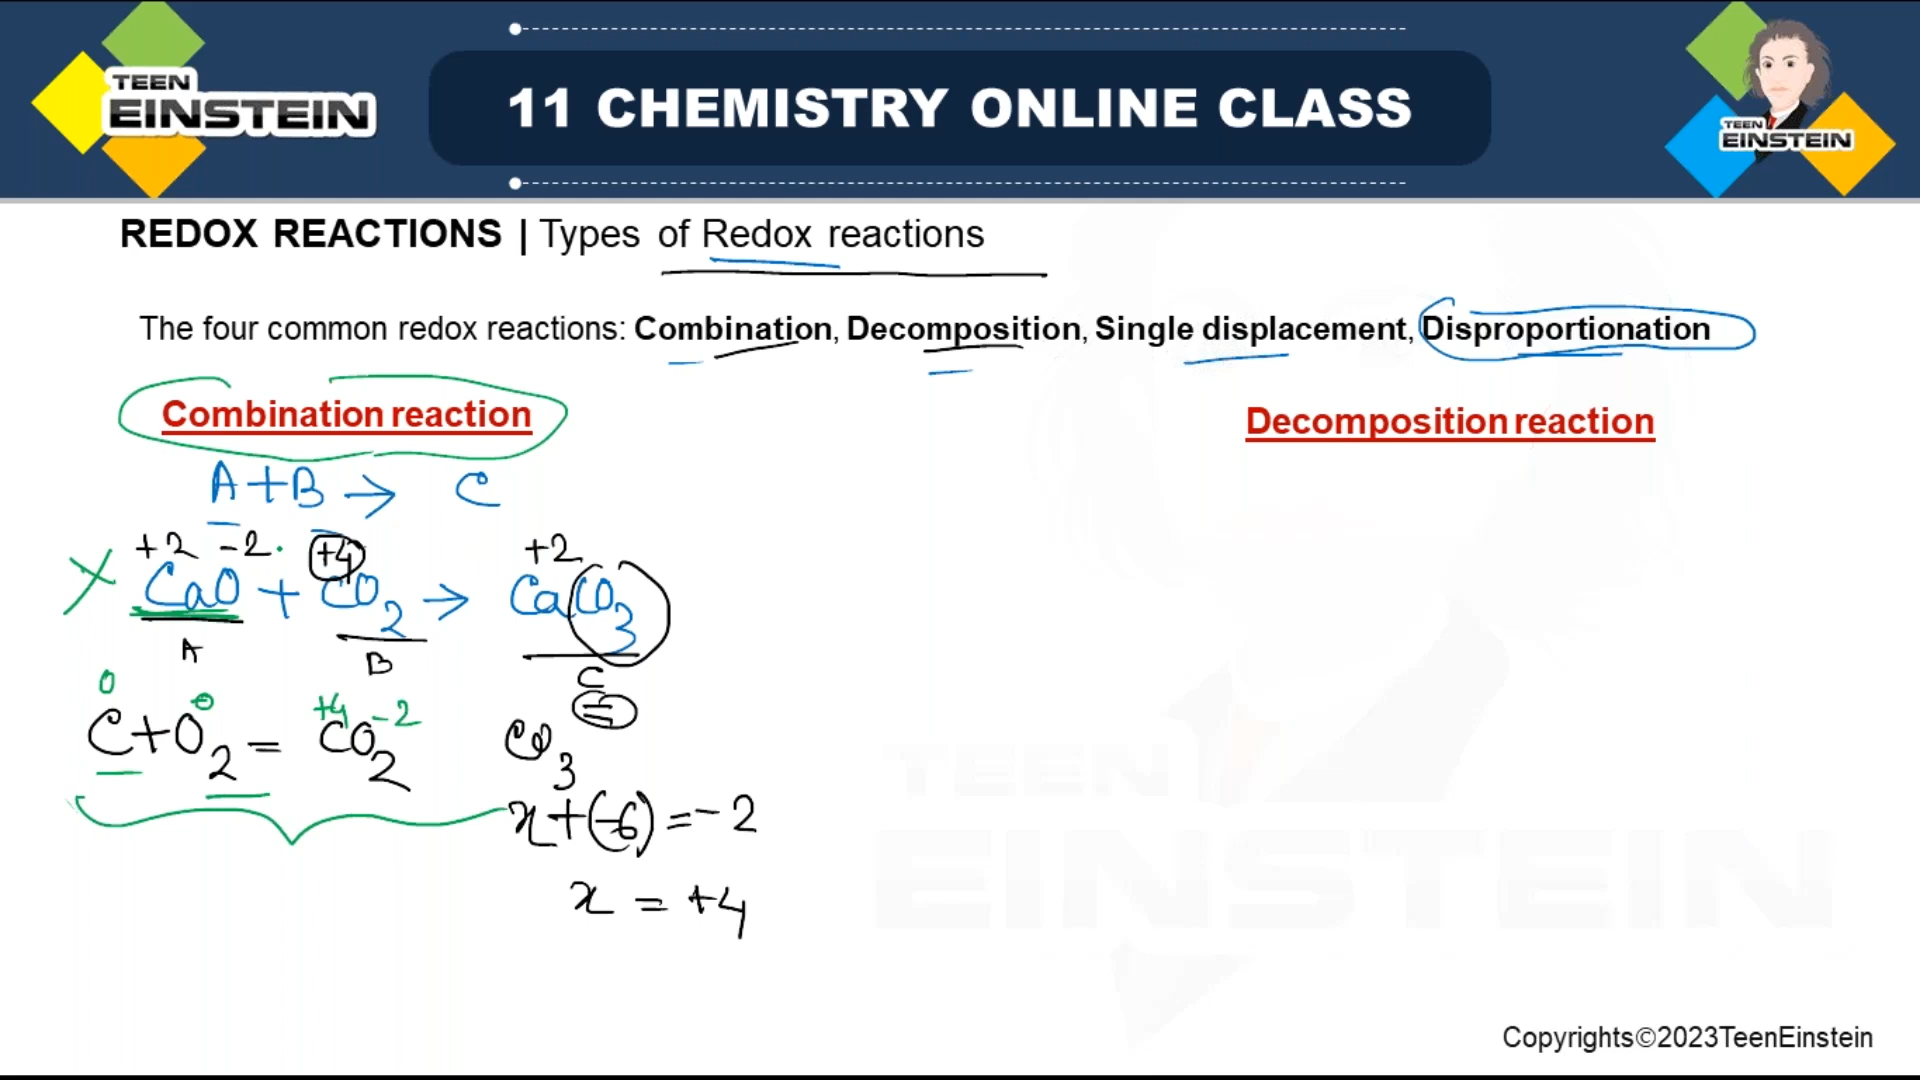 TEEN
EINSTEIN
11 CHEMISTRY ONLINE CLASS
TEEN
EINSTEIN
REDOX REACTIONS | Types of Redox reactions
The four common redox reactions: Combination, Decomposition, Single displacement, Disproportionation
Combination reaction
Decomposition reaction
A+B → C
+2 -2 +4 +2
CaO + CO2 → CaCO3
A B C
0 0 +4 -2
C+O2 = CO2
CO3
x+(-6) = -2
x = +4
TEEN
EINSTEIN
Copyrights©2023TeenEinstein